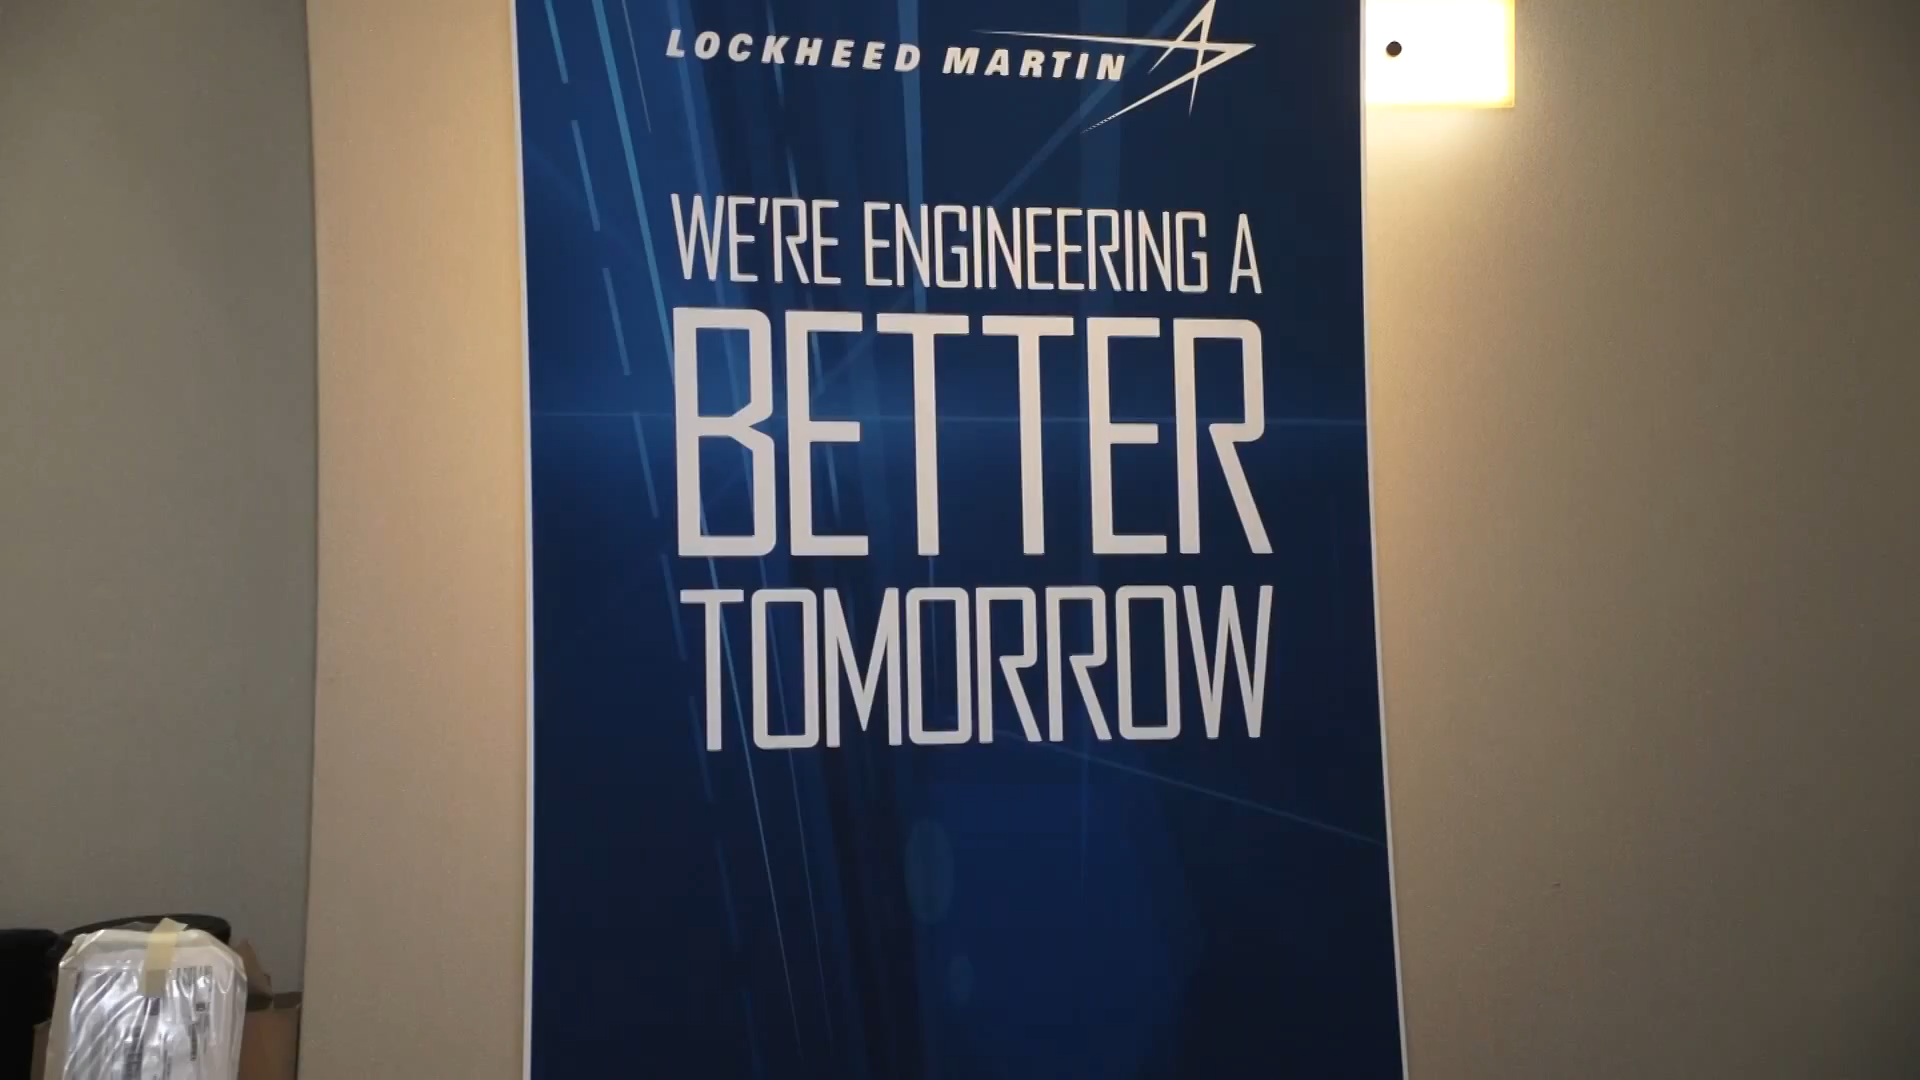 LOCKHEED MARTIN
WE'RE ENGINEERING A
BETTER
TOMORROW